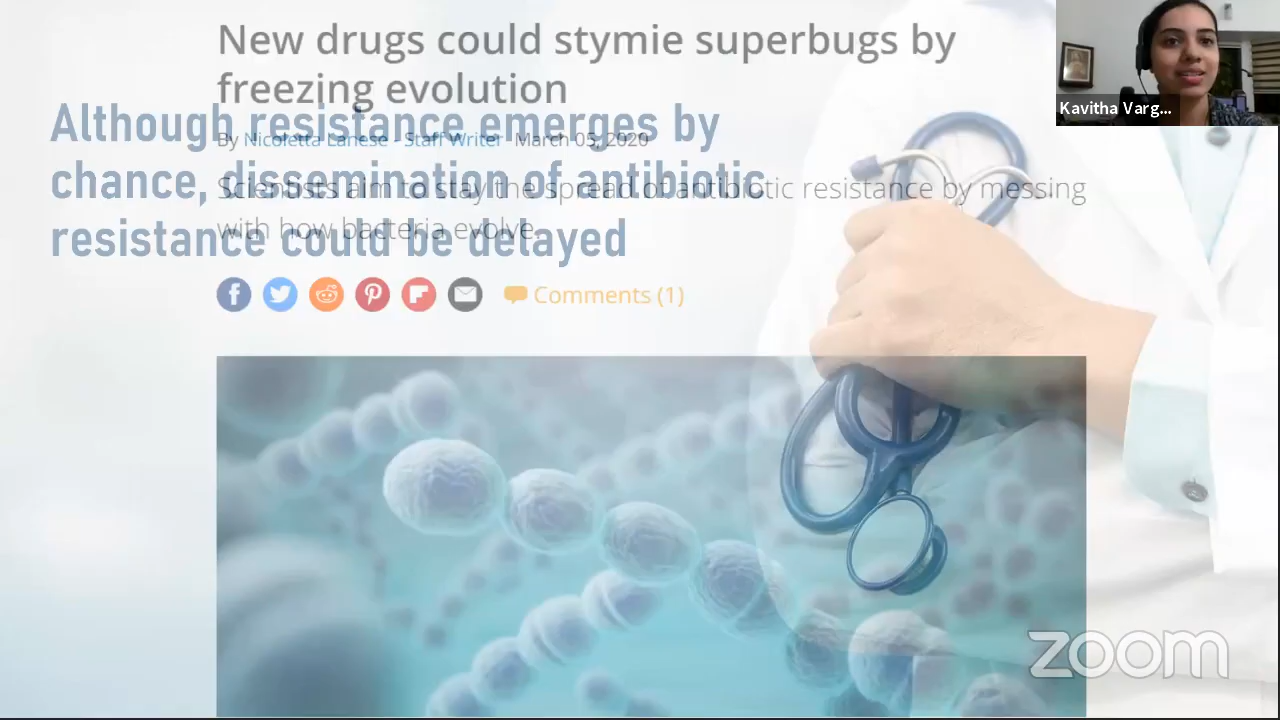 New drugs could stymie superbugs by
freezing evolution
Although resistance emerges by
By Nicoletta Lanese - Staff Writer March 05, 2020
chance, dissemination of antibiotic
Scientists aim to stay the spread of antibiotic resistance by messing
resistance could be delayed
with how bacteria evolve.
Comments (1)
Kavitha Varg...
zoom